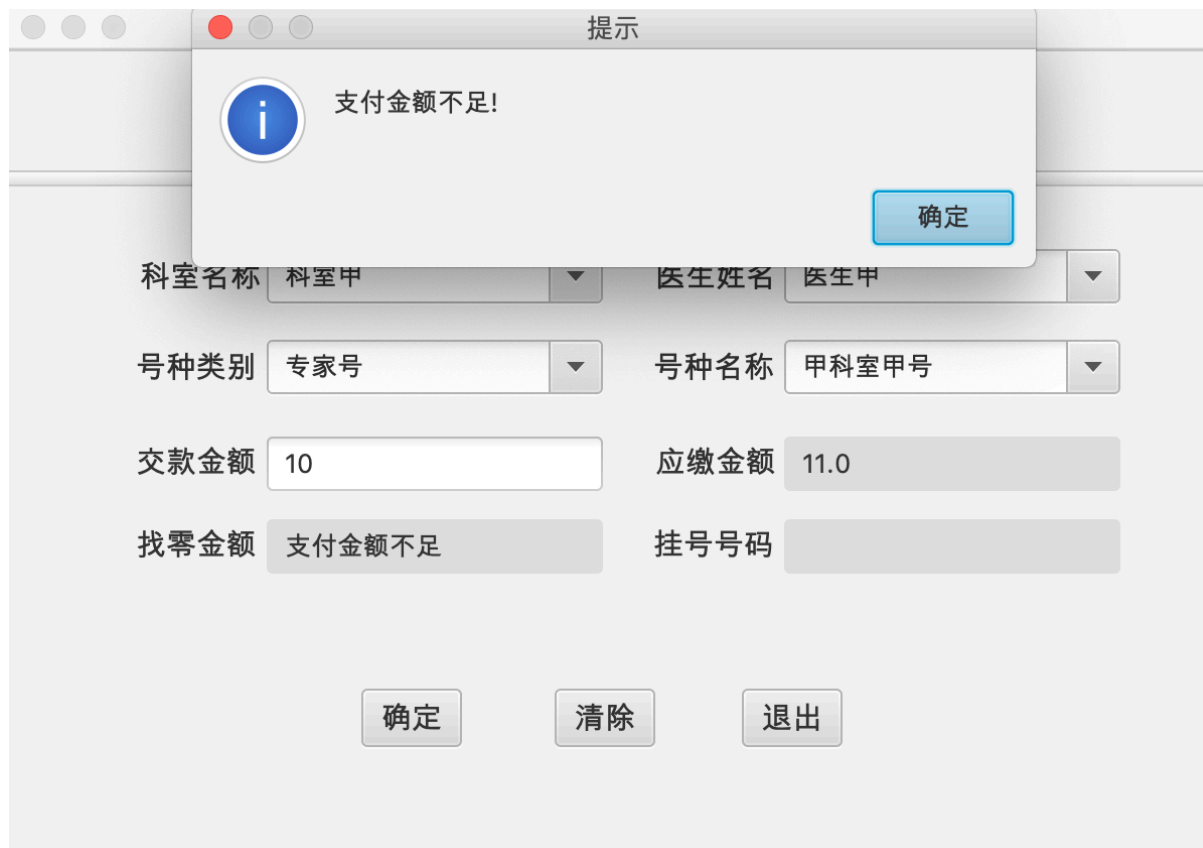 提示
支付金额不足!
确定
科室名称 科室甲 医生姓名 医生甲
号种类别 专家号 号种名称 甲科室甲号
交款金额 10 应缴金额 11.0
找零金额 支付金额不足 挂号号码
确定 清除 退出